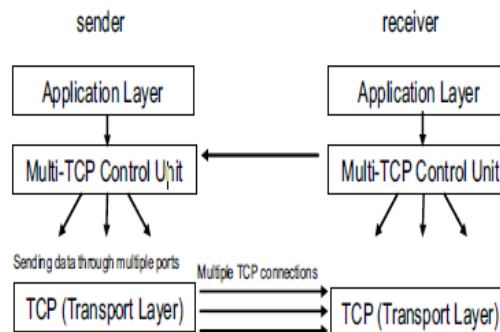 sender
receiver
Application Layer
Application Layer
Multi-TCP Control Unit
Multi-TCP Control Unit
Sending data through multiple ports
Multiple TCP connections
TCP (Transport Layer)
TCP (Transport Layer)